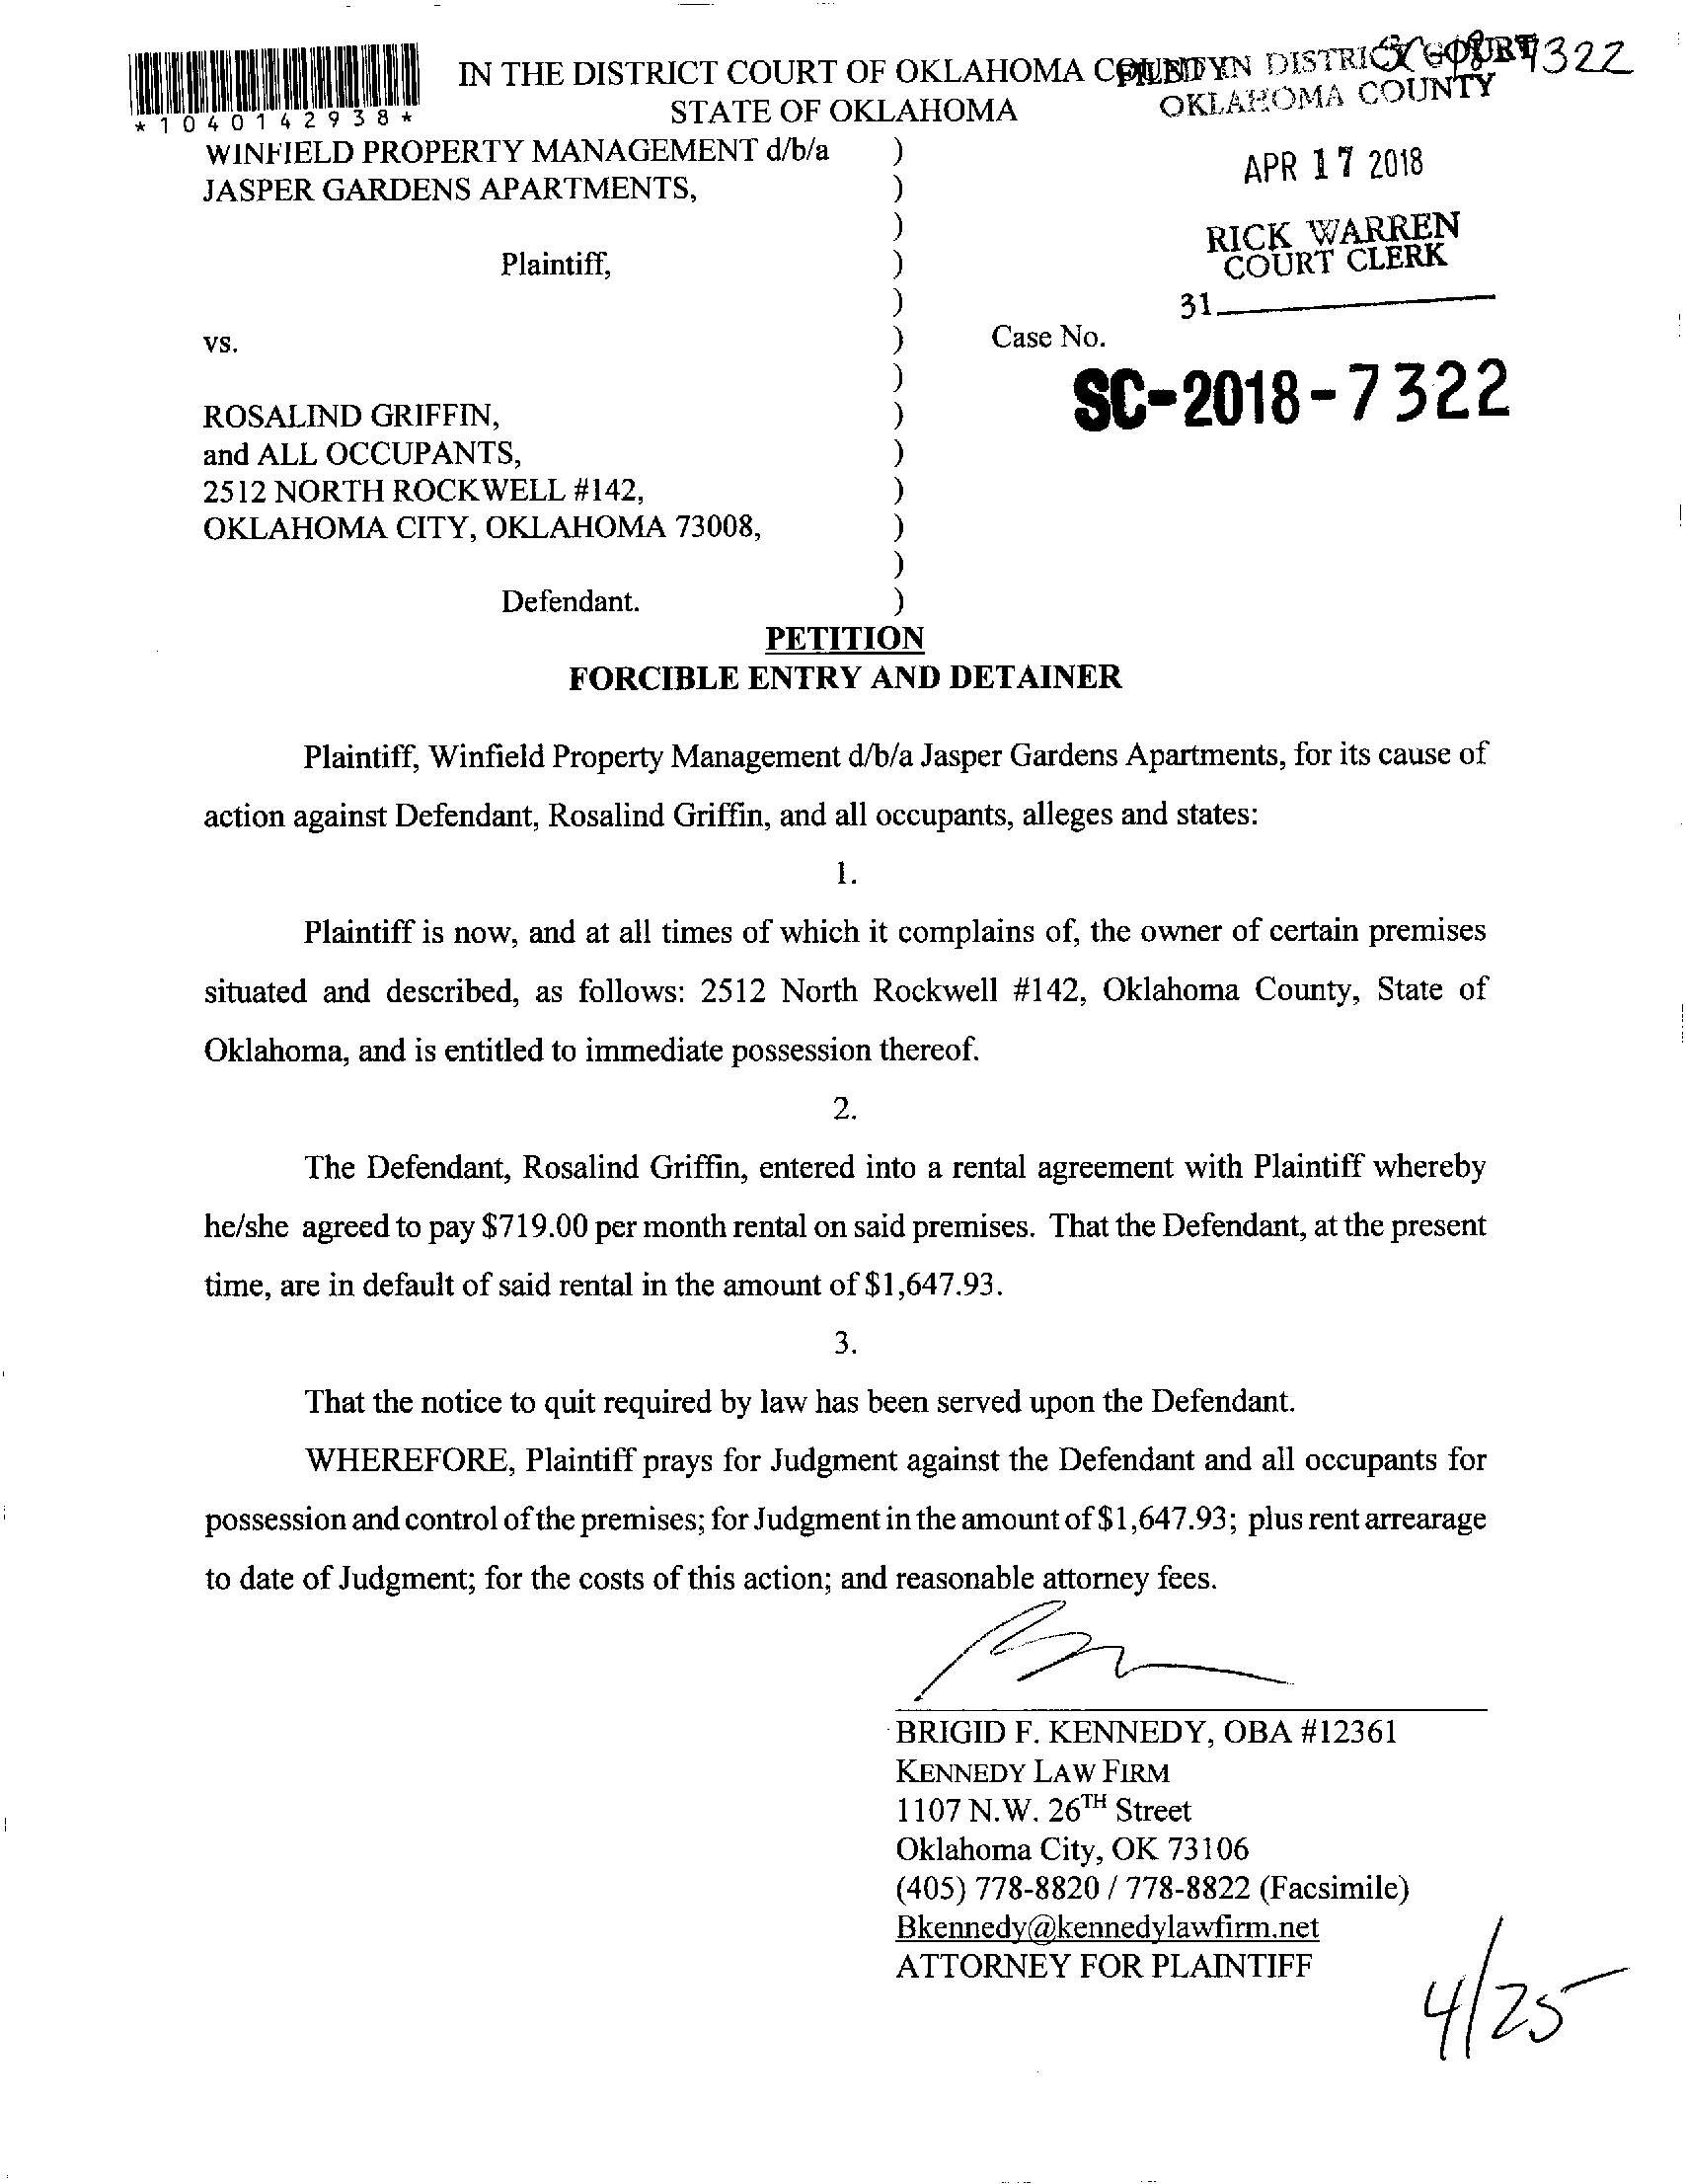 IN THE DISTRICT COURT OF OKLAHOMA COUNTY
STATE OF OKLAHOMA
FILED IN DISTRICT COURT
OKLAHOMA COUNTY
*1040142938*
WINFIELD PROPERTY MANAGEMENT d/b/a )
JASPER GARDENS APARTMENTS, )
)
Plaintiff, )
)
vs. )
)
ROSALIND GRIFFIN, )
and ALL OCCUPANTS, )
2512 NORTH ROCKWELL #142, )
OKLAHOMA CITY, OKLAHOMA 73008, )
)
Defendant. )
APR 17 2018
RICK WARREN
COURT CLERK
31
Case No.
SC-2018-7322
PETITION
FORCIBLE ENTRY AND DETAINER
Plaintiff, Winfield Property Management d/b/a Jasper Gardens Apartments, for its cause of
action against Defendant, Rosalind Griffin, and all occupants, alleges and states:
1.
Plaintiff is now, and at all times of which it complains of, the owner of certain premises
situated and described, as follows: 2512 North Rockwell #142, Oklahoma County, State of
Oklahoma, and is entitled to immediate possession thereof.
2.
The Defendant, Rosalind Griffin, entered into a rental agreement with Plaintiff whereby
he/she agreed to pay $719.00 per month rental on said premises. That the Defendant, at the present
time, are in default of said rental in the amount of $1,647.93.
3.
That the notice to quit required by law has been served upon the Defendant.
WHEREFORE, Plaintiff prays for Judgment against the Defendant and all occupants for
possession and control of the premises; for Judgment in the amount of $1,647.93; plus rent arrearage
to date of Judgment; for the costs of this action; and reasonable attorney fees.
BRIGID F. KENNEDY, OBA #12361
KENNEDY LAW FIRM
1107 N.W. 26TH Street
Oklahoma City, OK 73106
(405) 778-8820 / 778-8822 (Facsimile)
Bkennedy@kennedylawfirm.net
ATTORNEY FOR PLAINTIFF
4/25